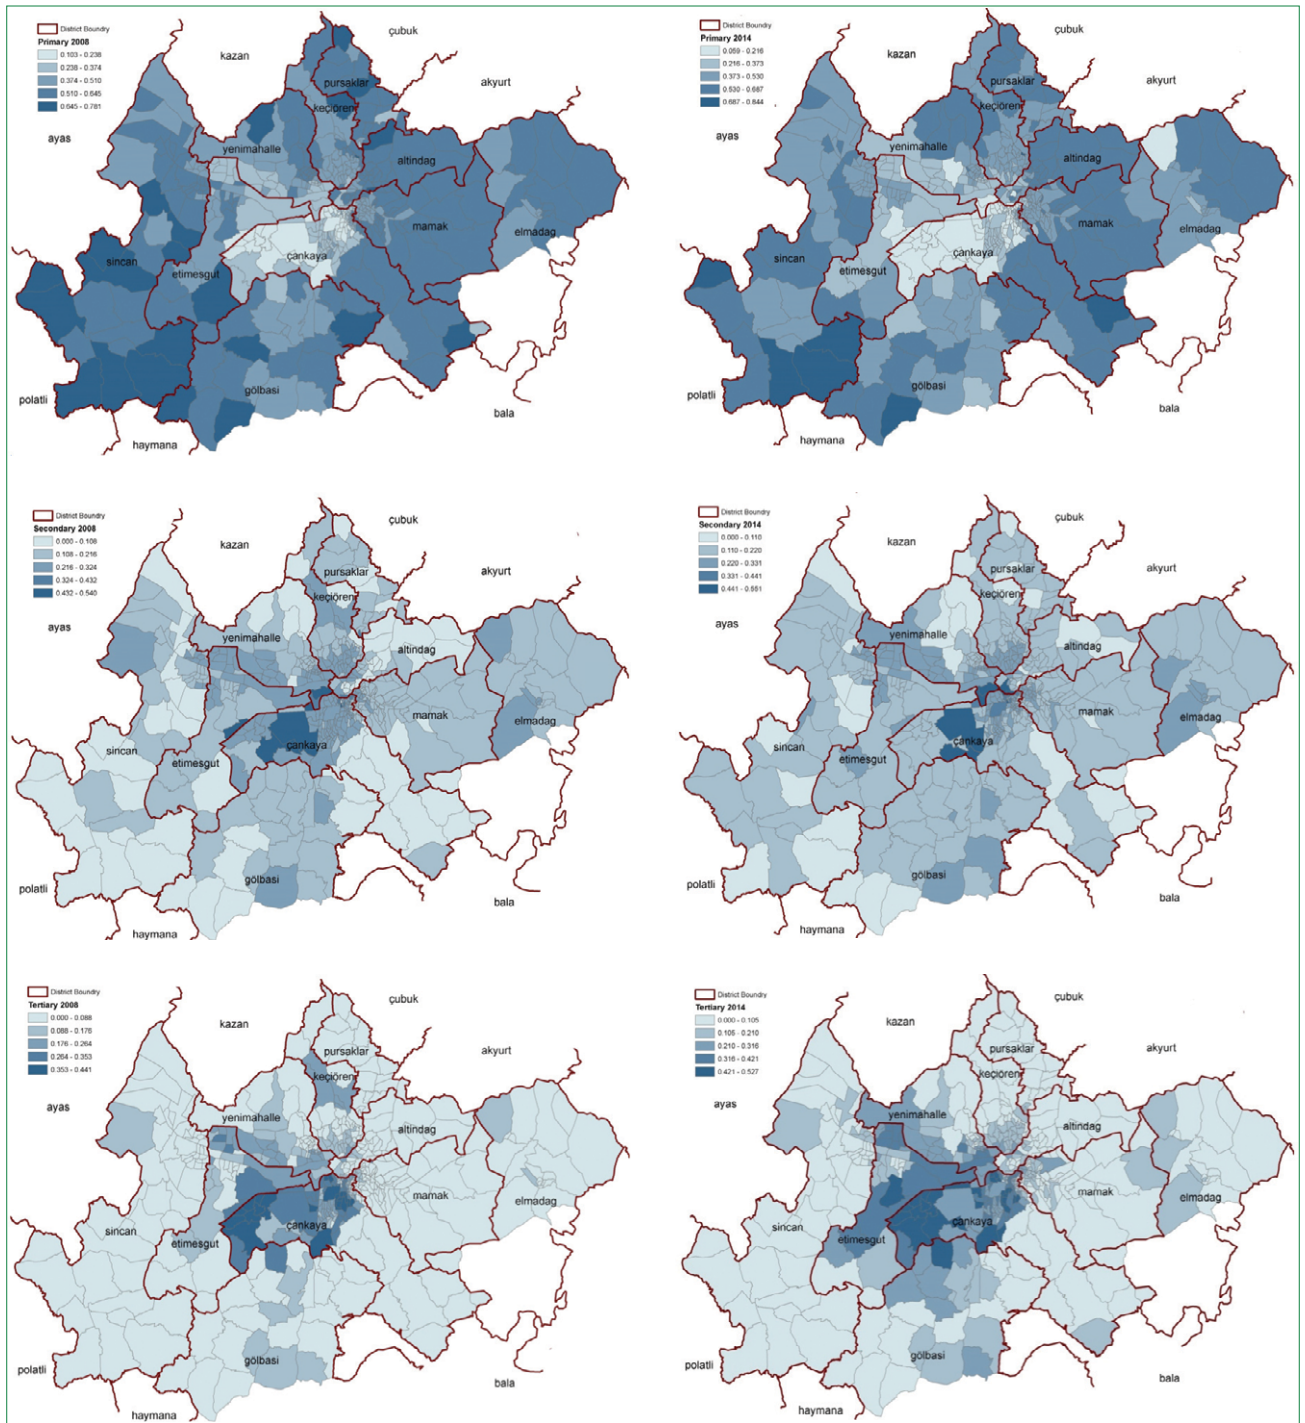 District Boundry
Primary 2008
0.103 - 0.238
0.238 - 0.374
0.374 - 0.510
0.510 - 0.645
0.645 - 0.781
kazan
çubuk
akyurt
ayas
pursaklar
keçiören
yenimahalle
altindag
mamak
elmadag
sincan
etimesgut
çankaya
gölbasi
polatli
haymana
bala
District Boundry
Primary 2014
0.059 - 0.216
0.216 - 0.373
0.373 - 0.530
0.530 - 0.687
0.687 - 0.844
kazan
çubuk
akyurt
ayas
pursaklar
keçiören
yenimahalle
altindag
mamak
elmadag
sincan
etimesgut
çankaya
gölbasi
polatli
haymana
bala
District Boundry
Secondary 2008
0.000 - 0.108
0.108 - 0.216
0.216 - 0.324
0.324 - 0.432
0.432 - 0.540
kazan
çubuk
akyurt
ayas
pursaklar
keçiören
yenimahalle
altindag
mamak
elmadag
sincan
etimesgut
çankaya
gölbasi
polatli
haymana
bala
District Boundry
Secondary 2014
0.000 - 0.110
0.110 - 0.220
0.220 - 0.331
0.331 - 0.441
0.441 - 0.551
kazan
çubuk
akyurt
ayas
pursaklar
keçiören
yenimahalle
altindag
mamak
elmadag
sincan
etimesgut
çankaya
gölbasi
polatli
haymana
bala
District Boundry
Tertiary 2008
0.000 - 0.088
0.088 - 0.176
0.176 - 0.264
0.264 - 0.353
0.353 - 0.441
kazan
çubuk
akyurt
ayas
pursaklar
keçiören
yenimahalle
altindag
mamak
elmadag
sincan
etimesgut
çankaya
gölbasi
polatli
haymana
bala
District Boundry
Tertiary 2014
0.000 - 0.105
0.105 - 0.210
0.210 - 0.316
0.316 - 0.421
0.421 - 0.527
kazan
çubuk
akyurt
ayas
pursaklar
keçiören
yenimahalle
altindag
mamak
elmadag
sincan
etimesgut
çankaya
gölbasi
polatli
haymana
bala